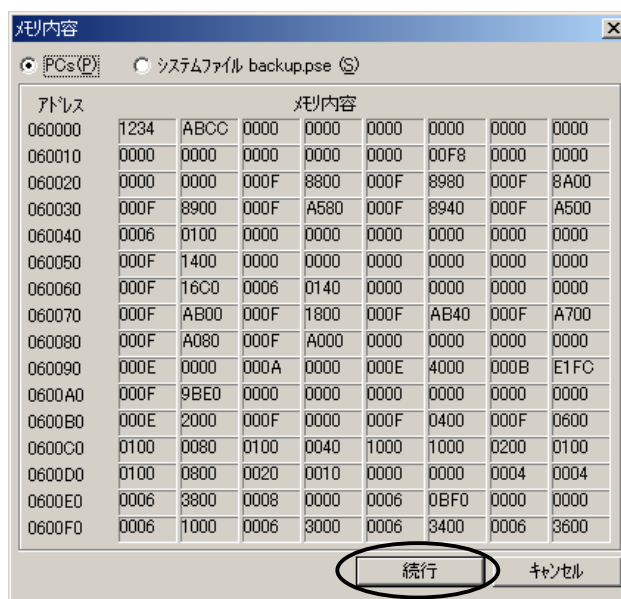 メモリ内容
PCs(P) システムファイル backup.pse (S)
アドレス メモリ内容
060000 1234 ABCC 0000 0000 0000 0000 0000 0000
060010 0000 0000 0000 0000 0000 00F8 0000 0000
060020 0000 0000 000F 8800 000F 8980 000F 8A00
060030 000F 8900 000F A580 000F 8940 000F A500
060040 0006 0100 0000 0000 0000 0000 0000 0000
060050 000F 1400 0000 0000 0000 0000 0000 0000
060060 000F 16C0 0006 0140 0000 0000 0000 0000
060070 000F AB00 000F 1800 000F AB40 000F A700
060080 000F A080 000F A000 0000 0000 0000 0000
060090 000E 0000 000A 0000 000E 4000 000B E1FC
0600A0 000F 9BE0 0000 0000 0000 0000 0000 0000
0600B0 000E 2000 000F 0000 000F 0400 000F 0600
0600C0 0100 0080 0100 0040 1000 1000 0200 0100
0600D0 0100 0800 0020 0010 0000 0000 0004 0004
0600E0 0006 3800 0008 0000 0006 0BF0 0000 0000
0600F0 0006 1000 0006 3000 0006 3400 0006 3600
続行 キャンセル